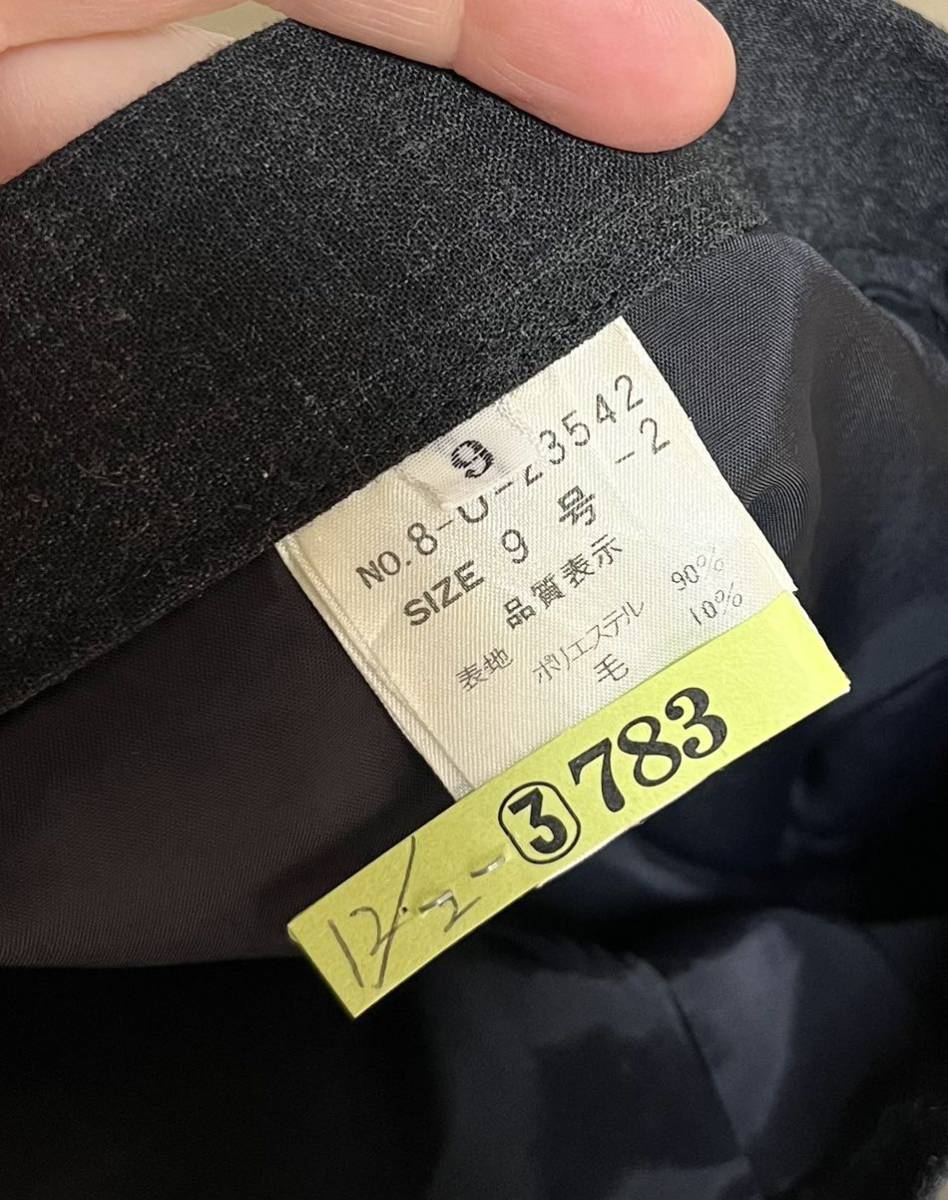 9
NO.8-0-23542
-2
SIZE 9 号
品質表示
表地 ポリエステル 90%
毛 10%
③783
12/2-